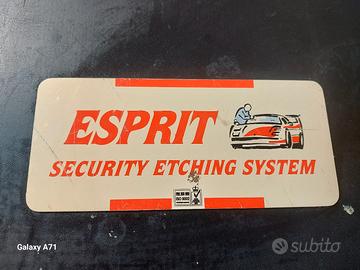 ESPRIT
SECURITY ETCHING SYSTEM
Galaxy A71
subito